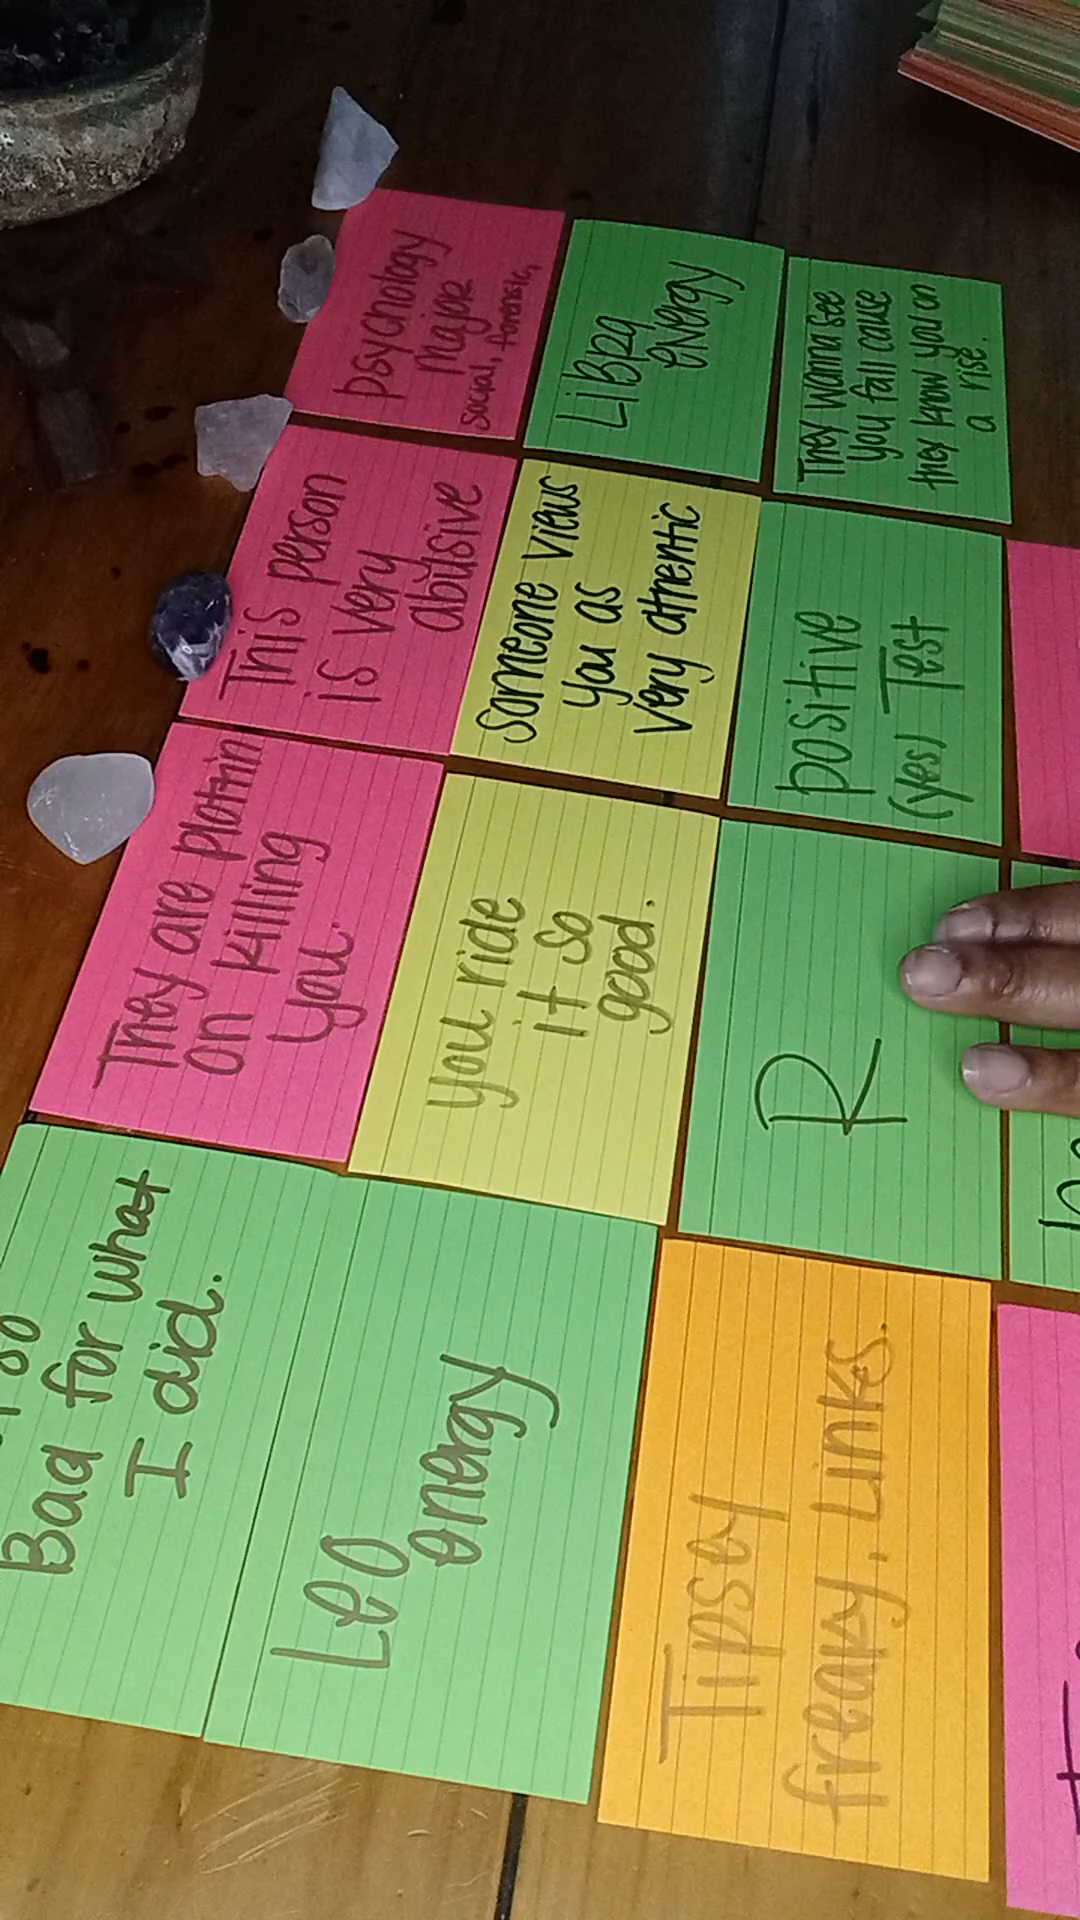 so
Bad for what
I did.
They are plottin
on killing
you.
This person
is very
abusive
psychology
major
social, forensic,
Leo
energy
you ride
it so
good.
someone views
you as
very athentic
LiBra
energy
Tipsey
freaky, Links.
R
positive
(yes) Test
They wanna see
you fall cause
they know you on
a rise.